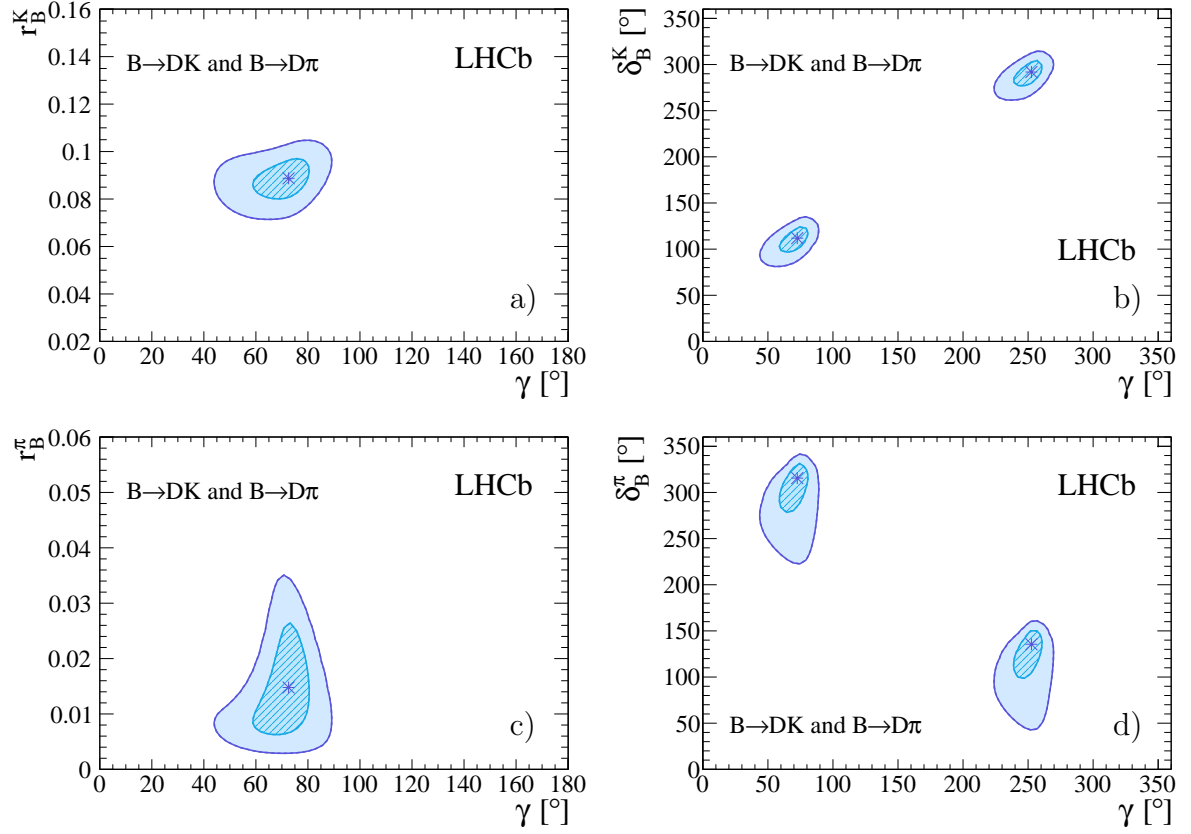 r_B^K
0.16
0.14
0.12
0.1
0.08
0.06
0.04
0.02
B→DK and B→Dπ
LHCb
a)
0 20 40 60 80 100 120 140 160 180
γ [°]
δ_B^K [°]
350
300
250
200
150
100
50
0
B→DK and B→Dπ
LHCb
b)
0 50 100 150 200 250 300 350
γ [°]
r_B^π
0.06
0.05
0.04
0.03
0.02
0.01
0
B→DK and B→Dπ
LHCb
c)
0 20 40 60 80 100 120 140 160 180
γ [°]
δ_B^π [°]
350
300
250
200
150
100
50
0
LHCb
B→DK and B→Dπ
d)
0 50 100 150 200 250 300 350
γ [°]